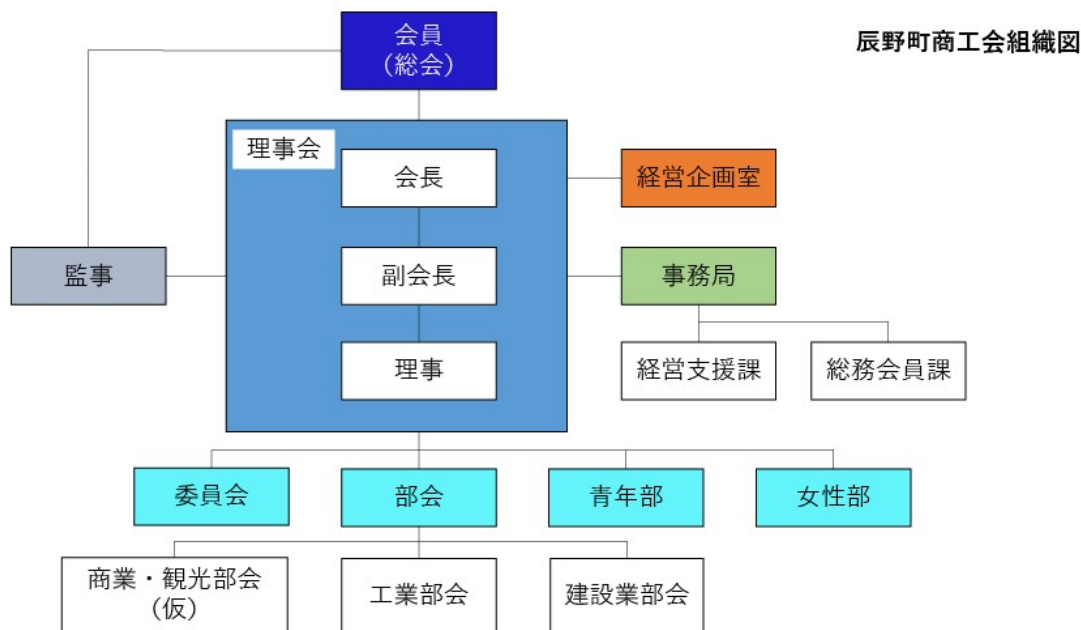 辰野町商工会組織図
会員
(総会)
理事会
会長
経営企画室
監事
副会長
事務局
理事
経営支援課
総務会員課
委員会
部会
青年部
女性部
商業・観光部会
(仮)
工業部会
建設業部会